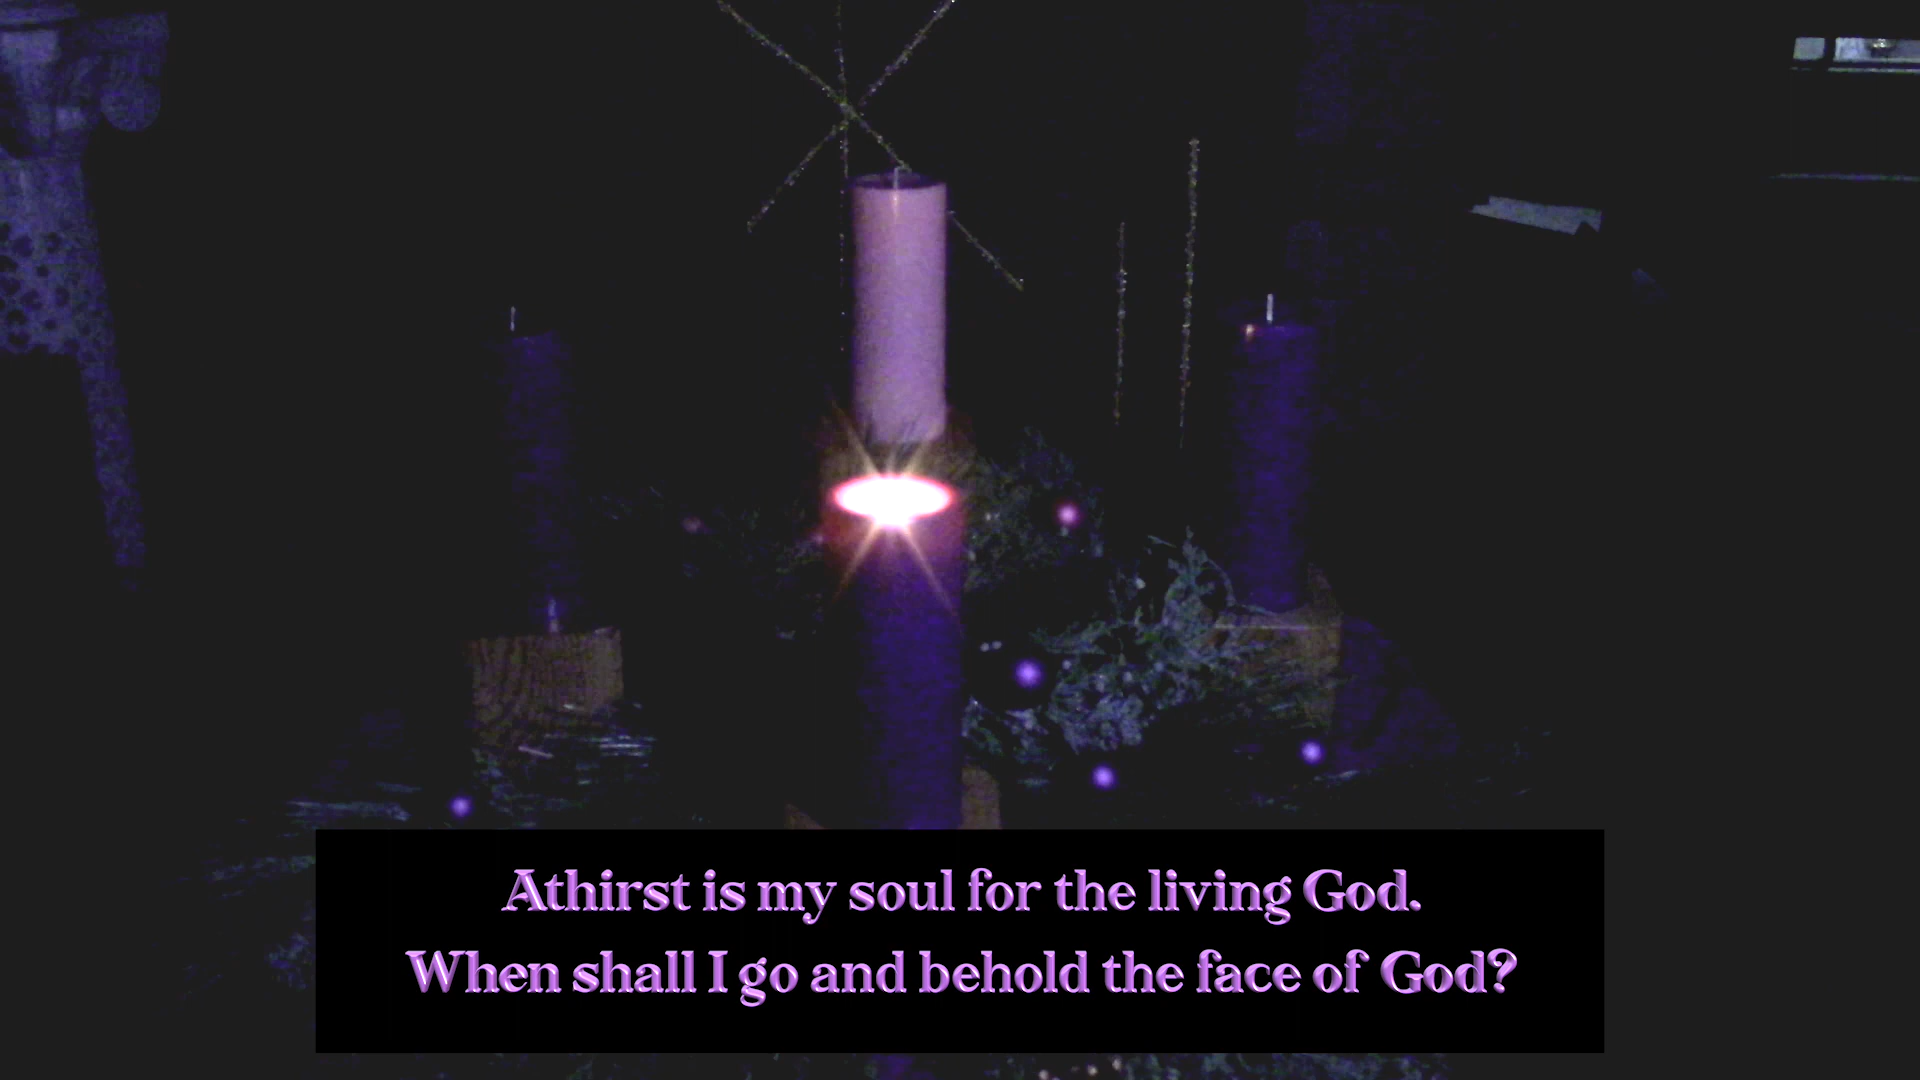 Athirst is my soul for the living God.
When shall I go and behold the face of God?